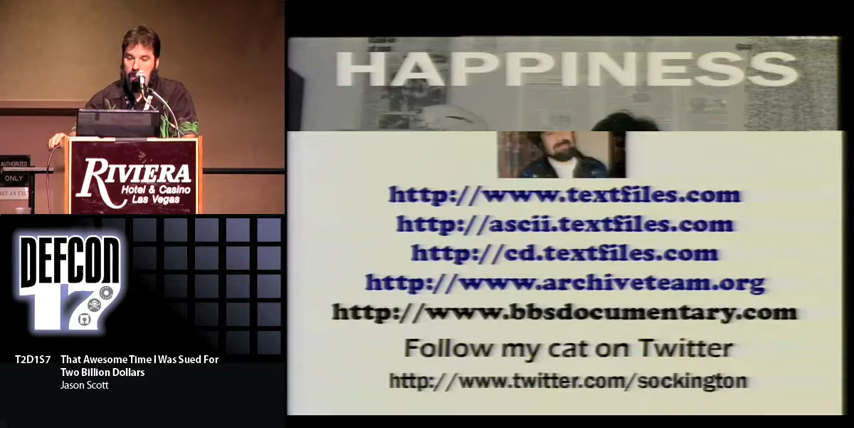 HAPPINESS
http://www.textfiles.com
http://ascii.textfiles.com
http://cd.textfiles.com
http://www.archiveteam.org
http://www.bbsdocumentary.com
Follow my cat on Twitter
http://www.twitter.com/sockington
AUTHORIZED
ONLY
RIVIERA
Hotel & Casino
Las Vegas
DEFCON
17
T2D1S7 That Awesome Time I Was Sued For
Two Billion Dollars
Jason Scott